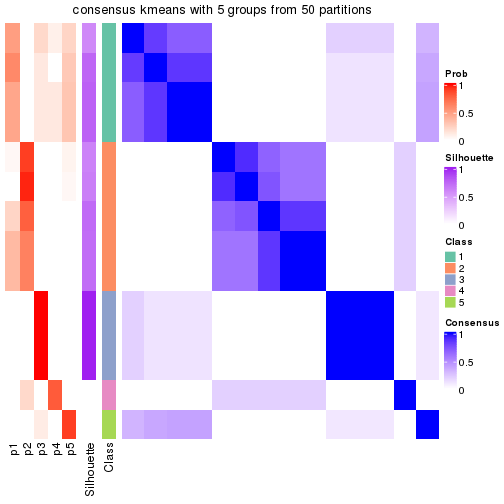 consensus kmeans with 5 groups from 50 partitions
Prob
1
0.5
0
Silhouette
1
0.5
0
Class
1
2
3
4
5
Consensus
1
0.5
0
p1
p2
p3
p4
p5
Silhouette
Class